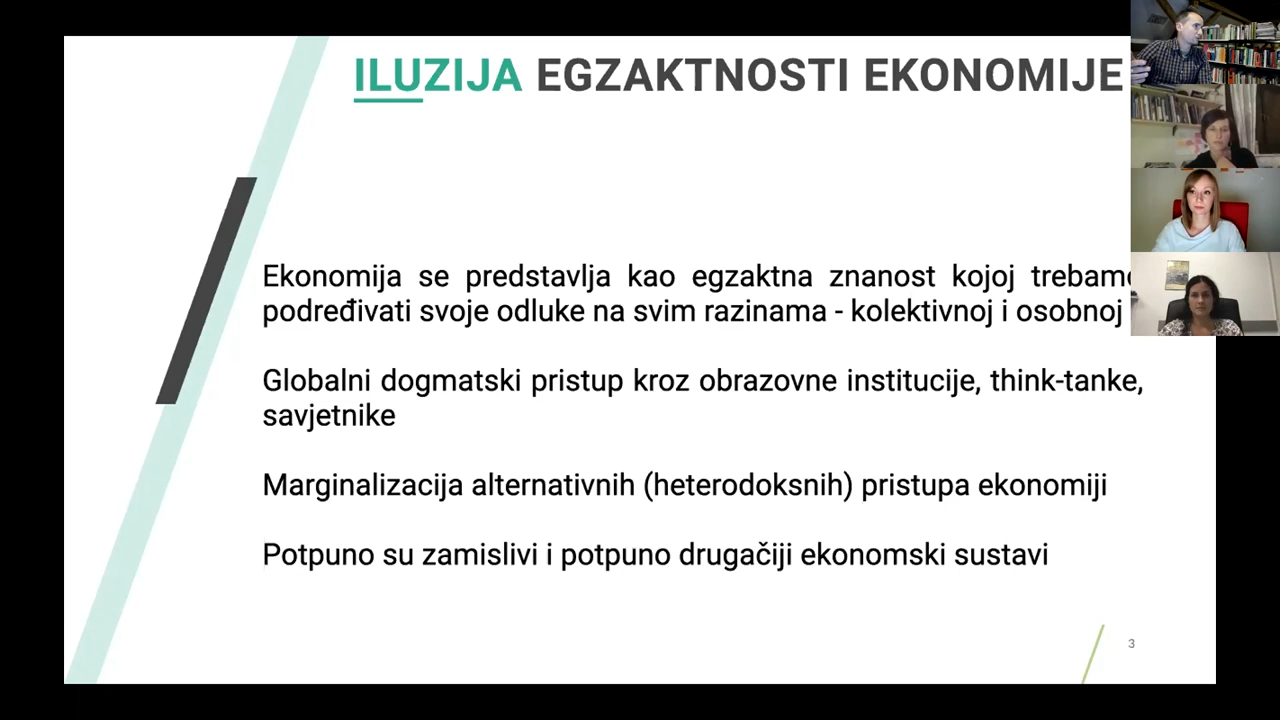 ILUZIJA EGZAKTNOSTI EKONOMIJE
Ekonomija se predstavlja kao egzaktna znanost kojoj trebamo
podređivati svoje odluke na svim razinama - kolektivnoj i osobnoj
Globalni dogmatski pristup kroz obrazovne institucije, think-tanke,
savjetnike
Marginalizacija alternativnih (heterodoksnih) pristupa ekonomiji
Potpuno su zamislivi i potpuno drugačiji ekonomski sustavi
3